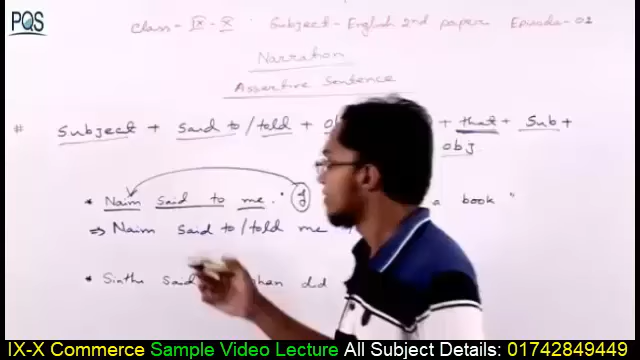 PQS
Class - IX - X Subject - English 2nd paper Episode - 02
Narration
Assertive Sentence
# Subject + said to / told + + that + Sub +
obj
* Naim said to me. " I a book "
⇒ Naim said to / told me
* Sinthe said did
IX-X Commerce Sample Video Lecture All Subject Details: 01742849449